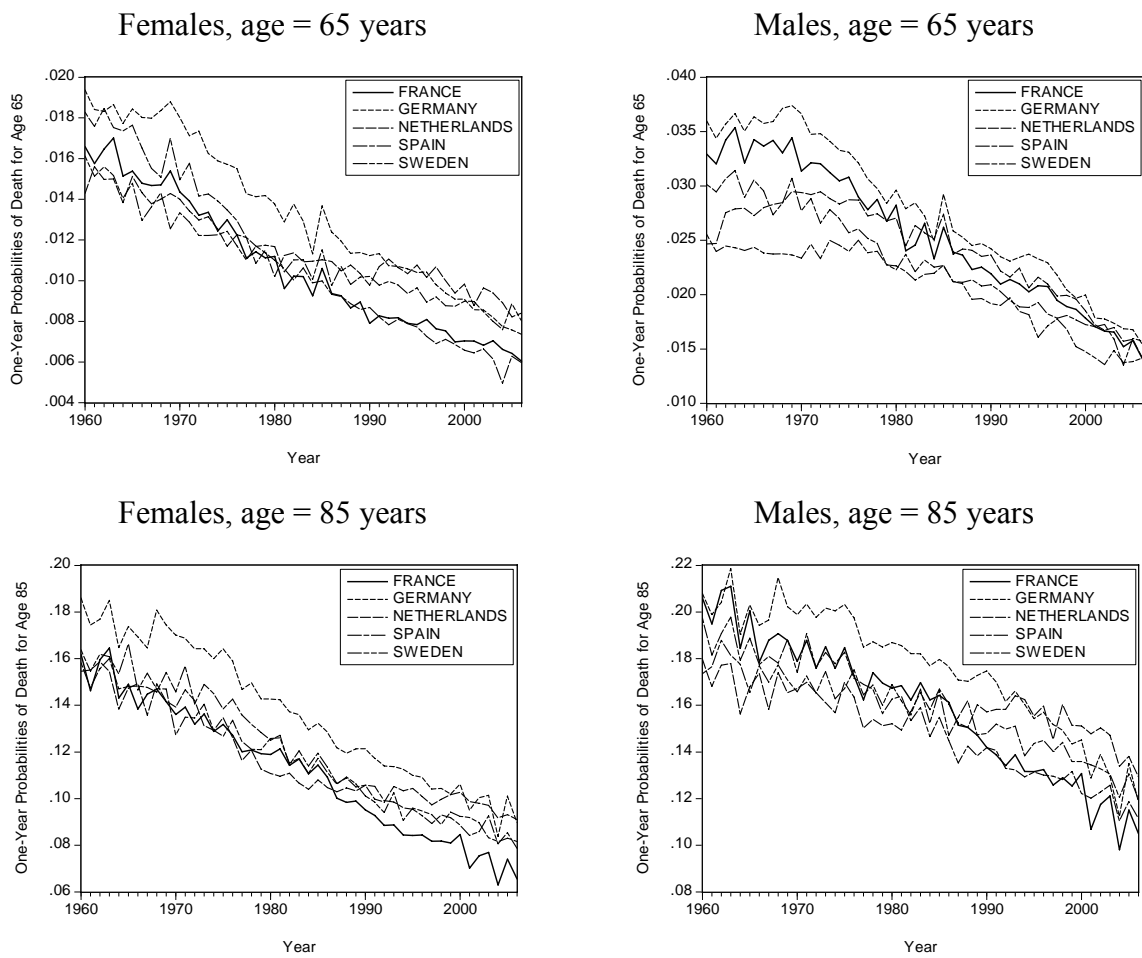 Females, age = 65 years
Males, age = 65 years
One-Year Probabilities of Death for Age 65
.020
.018
.016
.014
.012
.010
.008
.006
.004
FRANCE
GERMANY
NETHERLANDS
SPAIN
SWEDEN
1960
1970
1980
1990
2000
Year
One-Year Probabilities of Death for Age 65
.040
.035
.030
.025
.020
.015
.010
FRANCE
GERMANY
NETHERLANDS
SPAIN
SWEDEN
1960
1970
1980
1990
2000
Year
Females, age = 85 years
Males, age = 85 years
One-Year Probabilities of Death for Age 85
.20
.18
.16
.14
.12
.10
.08
.06
FRANCE
GERMANY
NETHERLANDS
SPAIN
SWEDEN
1960
1970
1980
1990
2000
Year
One-Year Probabilities of Death for Age 85
.22
.20
.18
.16
.14
.12
.10
.08
FRANCE
GERMANY
NETHERLANDS
SPAIN
SWEDEN
1960
1970
1980
1990
2000
Year